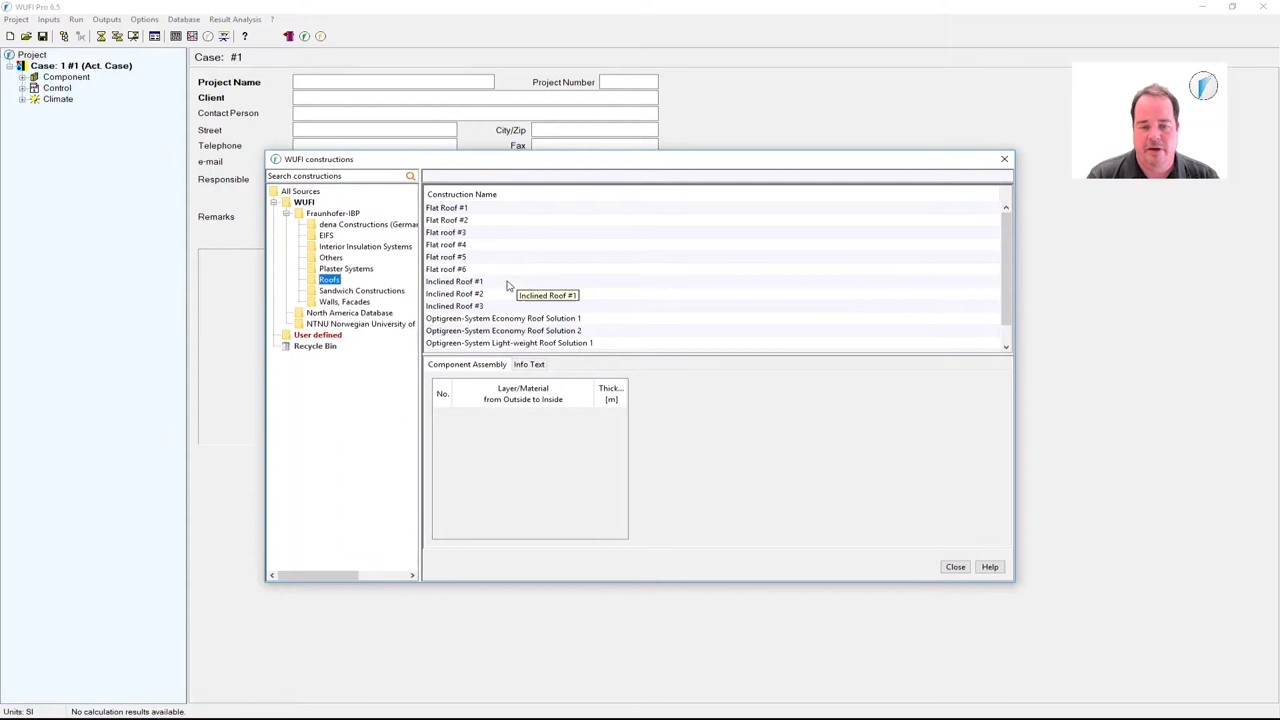 WUFI Pro 6.5
Project Inputs Run Outputs Options Database Result Analysis ?
Project
Case: 1 #1 (Act. Case)
Component
Control
Climate
Case: #1
Project Name
Project Number
Client
Contact Person
Street
City/Zip
Telephone
Fax
e-mail
Responsible
Remarks
WUFI constructions
Search constructions
All Sources
WUFI
Fraunhofer-IBP
dena Constructions (Germa
EIFS
Interior Insulation Systems
Others
Plaster Systems
Roofs
Sandwich Constructions
Walls, Facades
North America Database
NTNU Norwegian University of
User defined
Recycle Bin
Construction Name
Flat Roof #1
Flat Roof #2
Flat roof #3
Flat roof #4
Flat roof #5
Flat roof #6
Inclined Roof #1
Inclined Roof #1
Inclined Roof #2
Inclined Roof #3
Optigreen-System Economy Roof Solution 1
Optigreen-System Economy Roof Solution 2
Optigreen-System Light-weight Roof Solution 1
Component Assembly Info Text
No.
Layer/Material
from Outside to Inside
Thick...
[m]
Close Help
Units: SI No calculation results available.